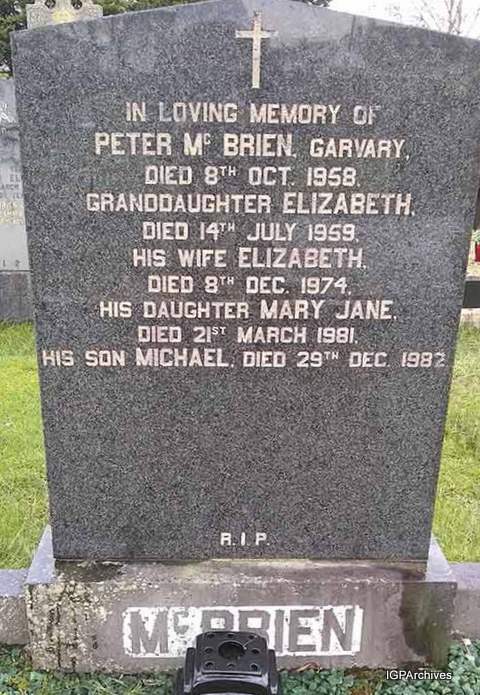 IN LOVING MEMORY OF
PETER Mᶜ BRIEN, GARVARY,
DIED 8ᵀᴴ OCT. 1958.
GRANDDAUGHTER ELIZABETH,
DIED 14ᵀᴴ JULY 1959.
HIS WIFE ELIZABETH,
DIED 8ᵀᴴ DEC. 1974.
HIS DAUGHTER MARY JANE,
DIED 21ˢᵀ MARCH 1981.
HIS SON MICHAEL, DIED 29ᵀᴴ DEC. 1982
R.I.P.
MᶜBRIEN
IGPArchives